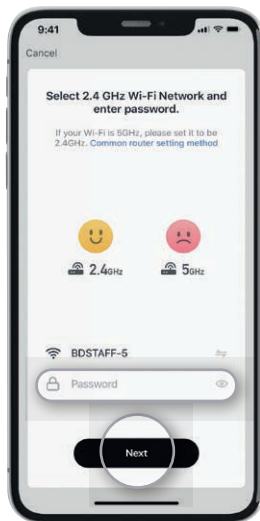 9:41
Cancel
Select 2.4 GHz Wi-Fi Network and
enter password.
If your Wi-Fi is 5GHz, please set it to be
2.4GHz. Common router setting method
2.4GHz
5GHz
BDSTAFF-5
Password
Next